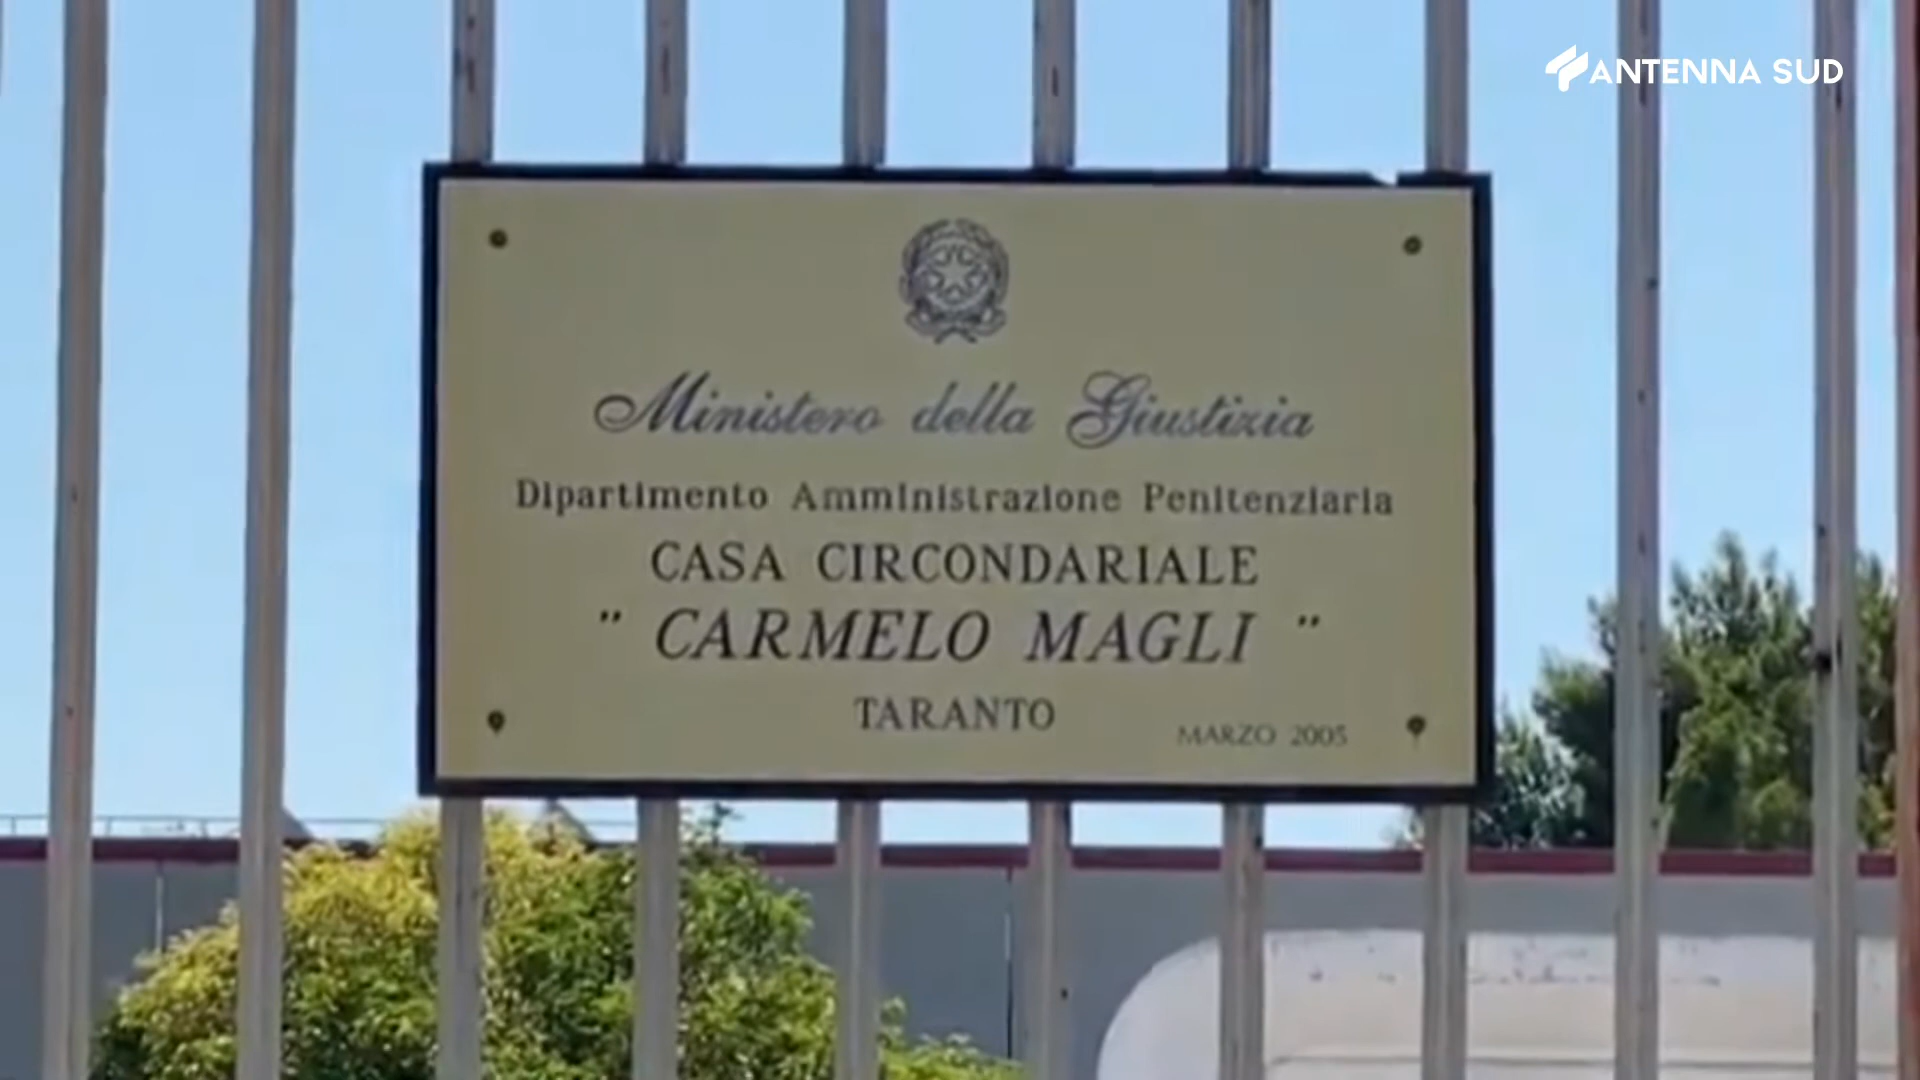 ANTENNA SUD
Ministero della Giustizia
Dipartimento Amministrazione Penitenziaria
CASA CIRCONDARIALE
" CARMELO MAGLI "
TARANTO
MARZO 2005